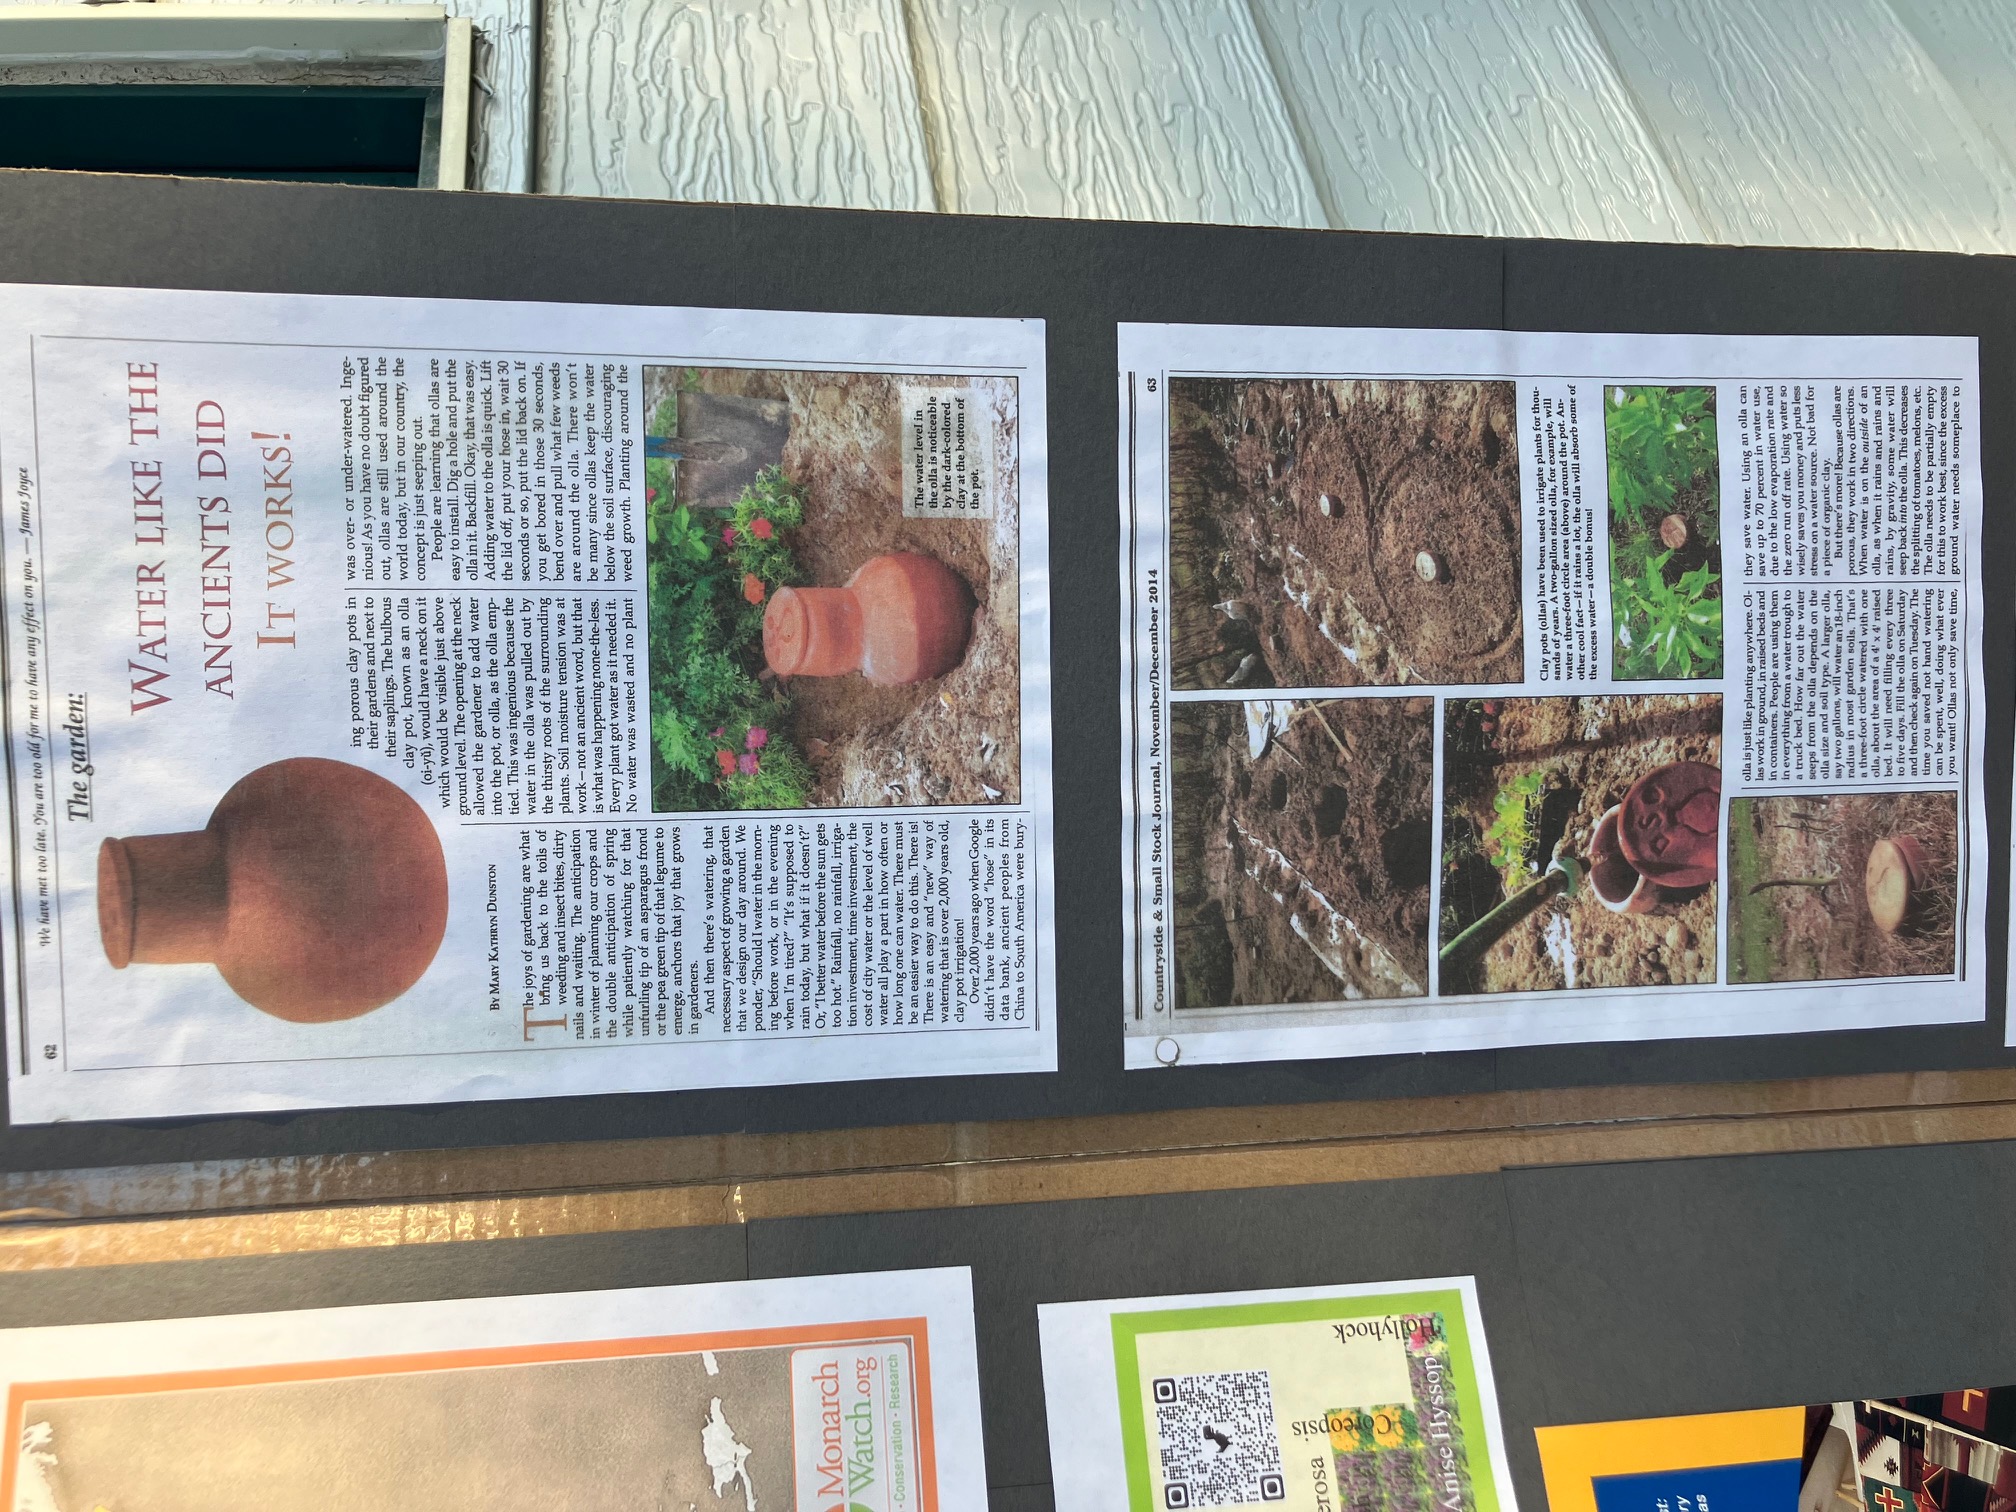 62
We have met too late. You are too old for me to have any effect on you. — James Joyce
The garden:
WATER LIKE THE
ANCIENTS DID
IT WORKS!
BY MARY KATHRYN DUNSTON
The joys of gardening are what
bring us back to the toils of
weeding and insect bites, dirty
nails and waiting. The anticipation
in winter of planning our crops and
the double anticipation of spring
while patiently watching for that
unfurling tip of an asparagus frond
or the pea green tip of that legume to
emerge, anchors that joy that grows
in gardeners.
And then there's watering, that
necessary aspect of growing a garden
that we design our day around. We
ponder, "Should I water in the morn-
ing before work, or in the evening
when I'm tired?" "It's supposed to
rain today, but what if it doesn't?"
Or, "I better water before the sun gets
too hot." Rainfall, no rainfall, irriga-
tion investment, time investment, the
cost of city water or the level of well
water all play a part in how often or
how long one can water. There must
be an easier way to do this. There is!
There is an easy and "new" way of
watering that is over 2,000 years old,
clay pot irrigation!
Over 2,000 years ago when Google
didn't have the word "hose" in its
data bank, ancient peoples from
China to South America were bury-
ing porous clay pots in
their gardens and next to
their saplings. The bulbous
clay pot, known as an olla
(oi-yŭ), would have a neck on it
which would be visible just above
ground level. The opening at the neck
allowed the gardener to add water
into the pot, or olla, as the olla emp-
tied. This was ingenious because the
water in the olla was pulled out by
the thirsty roots of the surrounding
plants. Soil moisture tension was at
work—not an ancient word, but that
is what was happening none-the-less.
Every plant got water as it needed it.
No water was wasted and no plant
was over- or under-watered. Inge-
nious! As you have no doubt figured
out, ollas are still used around the
world today, but in our country, the
concept is just seeping out.
People are learning that ollas are
easy to install. Dig a hole and put the
olla in it. Backfill. Okay, that was easy.
Adding water to the olla is quick. Lift
the lid off, put your hose in, wait 30
seconds or so, put the lid back on. If
you get bored in those 30 seconds,
bend over and pull what few weeds
are around the olla. There won't
be many since ollas keep the water
below the soil surface, discouraging
weed growth. Planting around the
The water level in
the olla is noticeable
by the dark-colored
clay at the bottom of
the pot.
Countryside & Small Stock Journal, November/December 2014
63
DSO
Clay pots (ollas) have been used to irrigate plants for thou-
sands of years. A two-gallon sized olla, for example, will
water a three-foot circle area (above) around the pot. An-
other cool fact—if it rains a lot, the olla will absorb some of
the excess water—a double bonus!
olla is just like planting anywhere. Ol-
las work in ground, in raised beds and
in containers. People are using them
in everything from a water trough to
a truck bed. How far out the water
seeps from the olla depends on the
olla size and soil type. A larger olla,
say two gallons, will water an 18-inch
radius in most garden soils. That's
a three-foot circle watered with one
olla, about the area of a 4' x 4' raised
bed. It will need filling every three
to five days. Fill the olla on Saturday
and then check again on Tuesday. The
time you saved not hand watering
can be spent, well, doing what ever
you want! Ollas not only save time,
they save water. Using an olla can
save up to 70 percent in water use,
due to the low evaporation rate and
the zero run off rate. Using water so
wisely saves you money and puts less
stress on a water source. Not bad for
a piece of organic clay.
But there's more! Because ollas are
porous, they work in two directions.
When water is on the outside of an
olla, as when it rains and rains and
rains, by gravity, some water will
seep back into the olla. This decreases
the splitting of tomatoes, melons, etc.
The olla needs to be partially empty
for this to work best, since the excess
ground water needs someplace to
Monarch
Watch.org
· Conservation · Research
erosa
Coreopsis
Hollyhock
Anise Hyssop
st:
ry
as